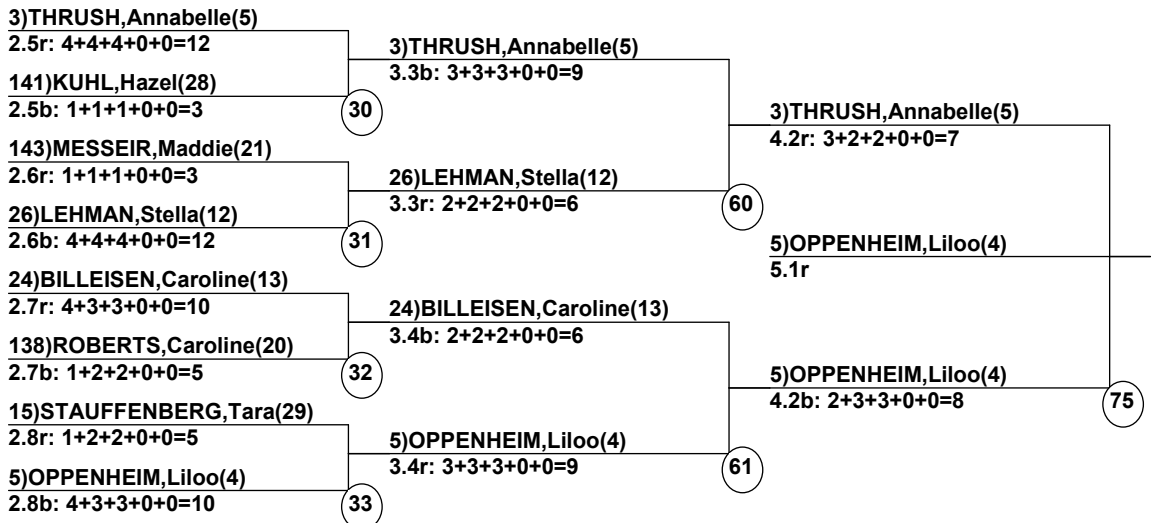 3)THRUSH,Annabelle(5)
2.5r: 4+4+4+0+0=12
141)KUHL,Hazel(28)
2.5b: 1+1+1+0+0=3
30
143)MESSEIR,Maddie(21)
2.6r: 1+1+1+0+0=3
26)LEHMAN,Stella(12)
2.6b: 4+4+4+0+0=12
31
24)BILLEISEN,Caroline(13)
2.7r: 4+3+3+0+0=10
138)ROBERTS,Caroline(20)
2.7b: 1+2+2+0+0=5
32
15)STAUFFENBERG,Tara(29)
2.8r: 1+2+2+0+0=5
5)OPPENHEIM,Liloo(4)
2.8b: 4+3+3+0+0=10
33
3)THRUSH,Annabelle(5)
3.3b: 3+3+3+0+0=9
26)LEHMAN,Stella(12)
3.3r: 2+2+2+0+0=6
60
24)BILLEISEN,Caroline(13)
3.4b: 2+2+2+0+0=6
5)OPPENHEIM,Liloo(4)
3.4r: 3+3+3+0+0=9
61
3)THRUSH,Annabelle(5)
4.2r: 3+2+2+0+0=7
5)OPPENHEIM,Liloo(4)
5.1r
5)OPPENHEIM,Liloo(4)
4.2b: 2+3+3+0+0=8
75